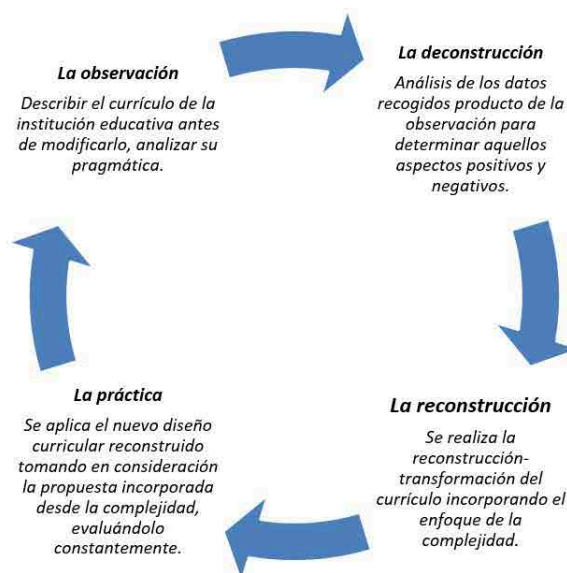 La observación
Describir el currículo de la
institución educativa antes
de modificarlo, analizar su
pragmática.
La deconstrucción
Análisis de los datos
recogidos producto de la
observación para
determinar aquellos
aspectos positivos y
negativos.
La reconstrucción
Se realiza la
reconstrucción-
transformación del
currículo incorporando el
enfoque de la
complejidad.
La práctica
Se aplica el nuevo diseño
curricular reconstruido
tomando en consideración
la propuesta incorporada
desde la complejidad,
evaluándolo
constantemente.